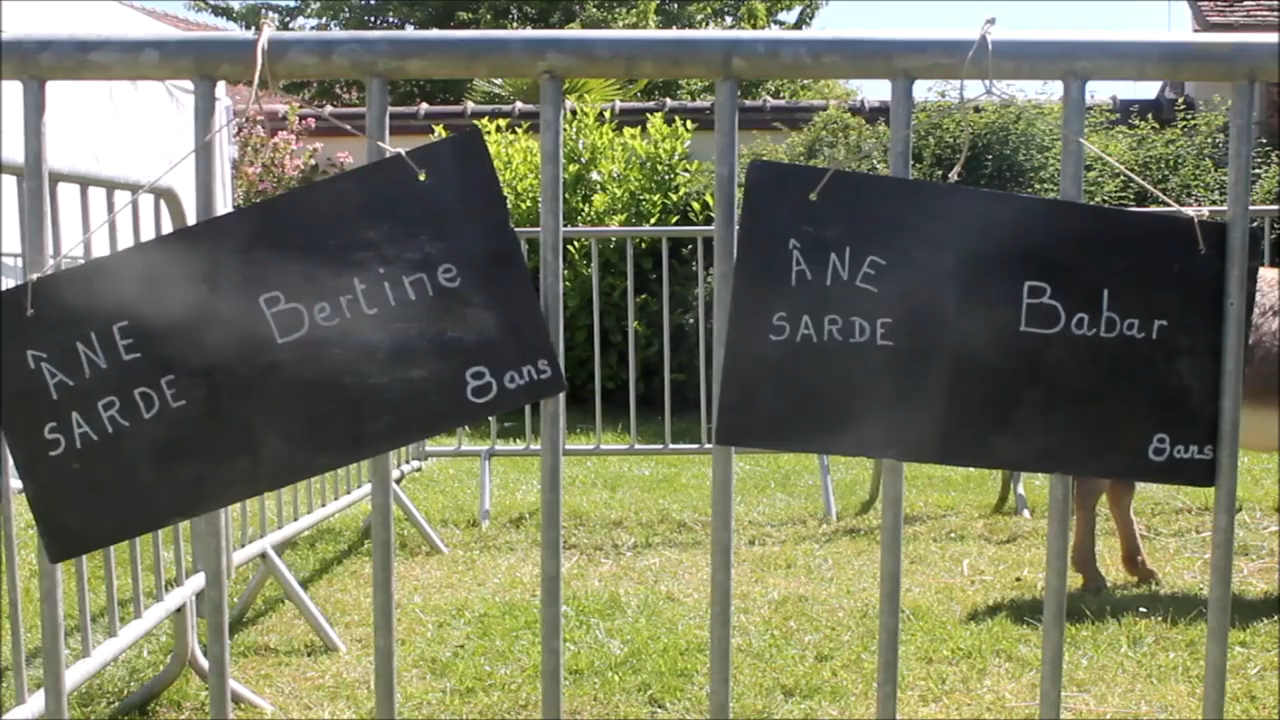 ÂNE
SARDE
Bertine
8 ans
ÂNE
SARDE
Babar
8 ans